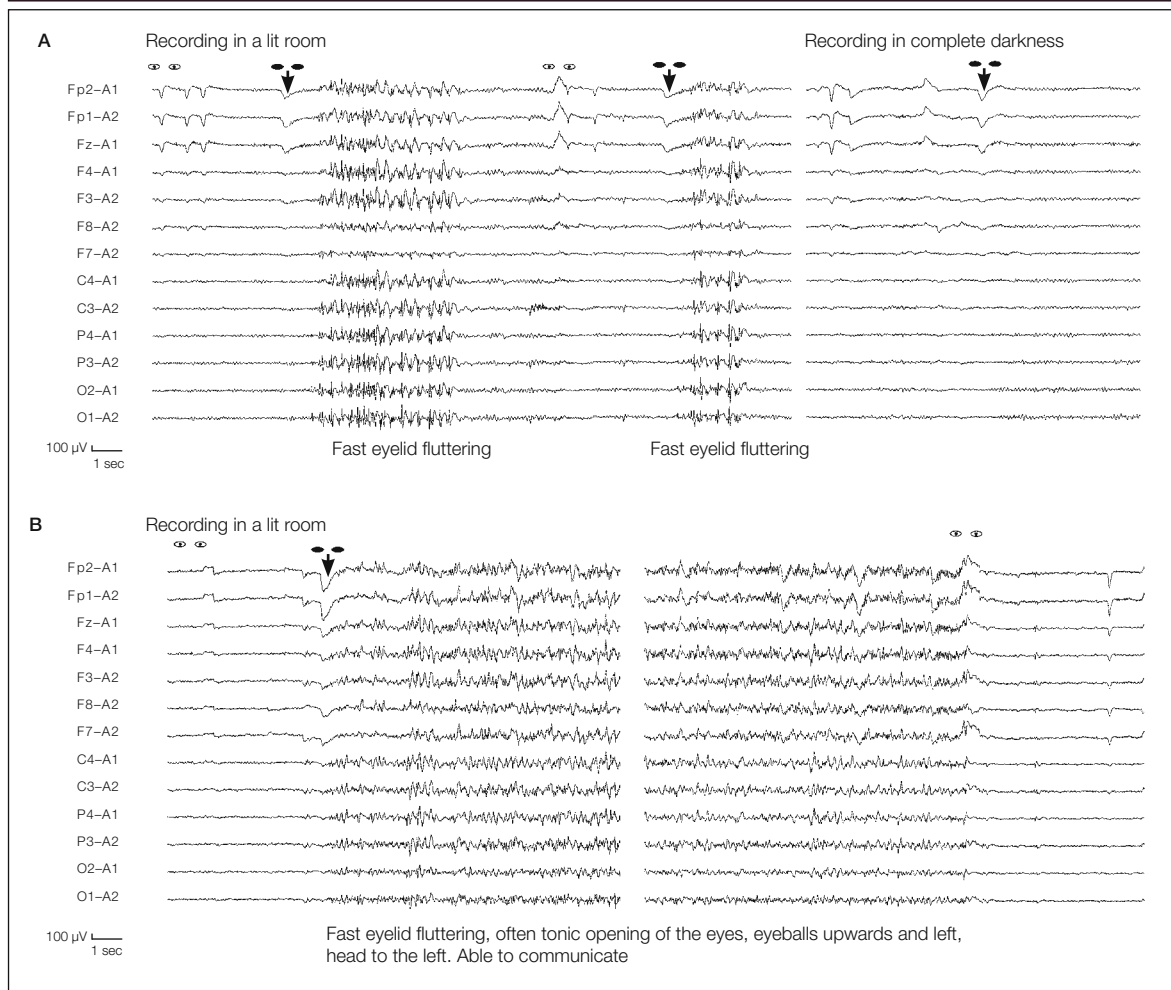 A
Recording in a lit room
Recording in complete darkness
Fp2–A1
Fp1–A2
Fz–A1
F4–A1
F3–A2
F8–A2
F7–A2
C4–A1
C3–A2
P4–A1
P3–A2
O2–A1
O1–A2
100 µV
1 sec
Fast eyelid fluttering
Fast eyelid fluttering
B
Recording in a lit room
Fp2–A1
Fp1–A2
Fz–A1
F4–A1
F3–A2
F8–A2
F7–A2
C4–A1
C3–A2
P4–A1
P3–A2
O2–A1
O1–A2
100 µV
1 sec
Fast eyelid fluttering, often tonic opening of the eyes, eyeballs upwards and left,
head to the left. Able to communicate